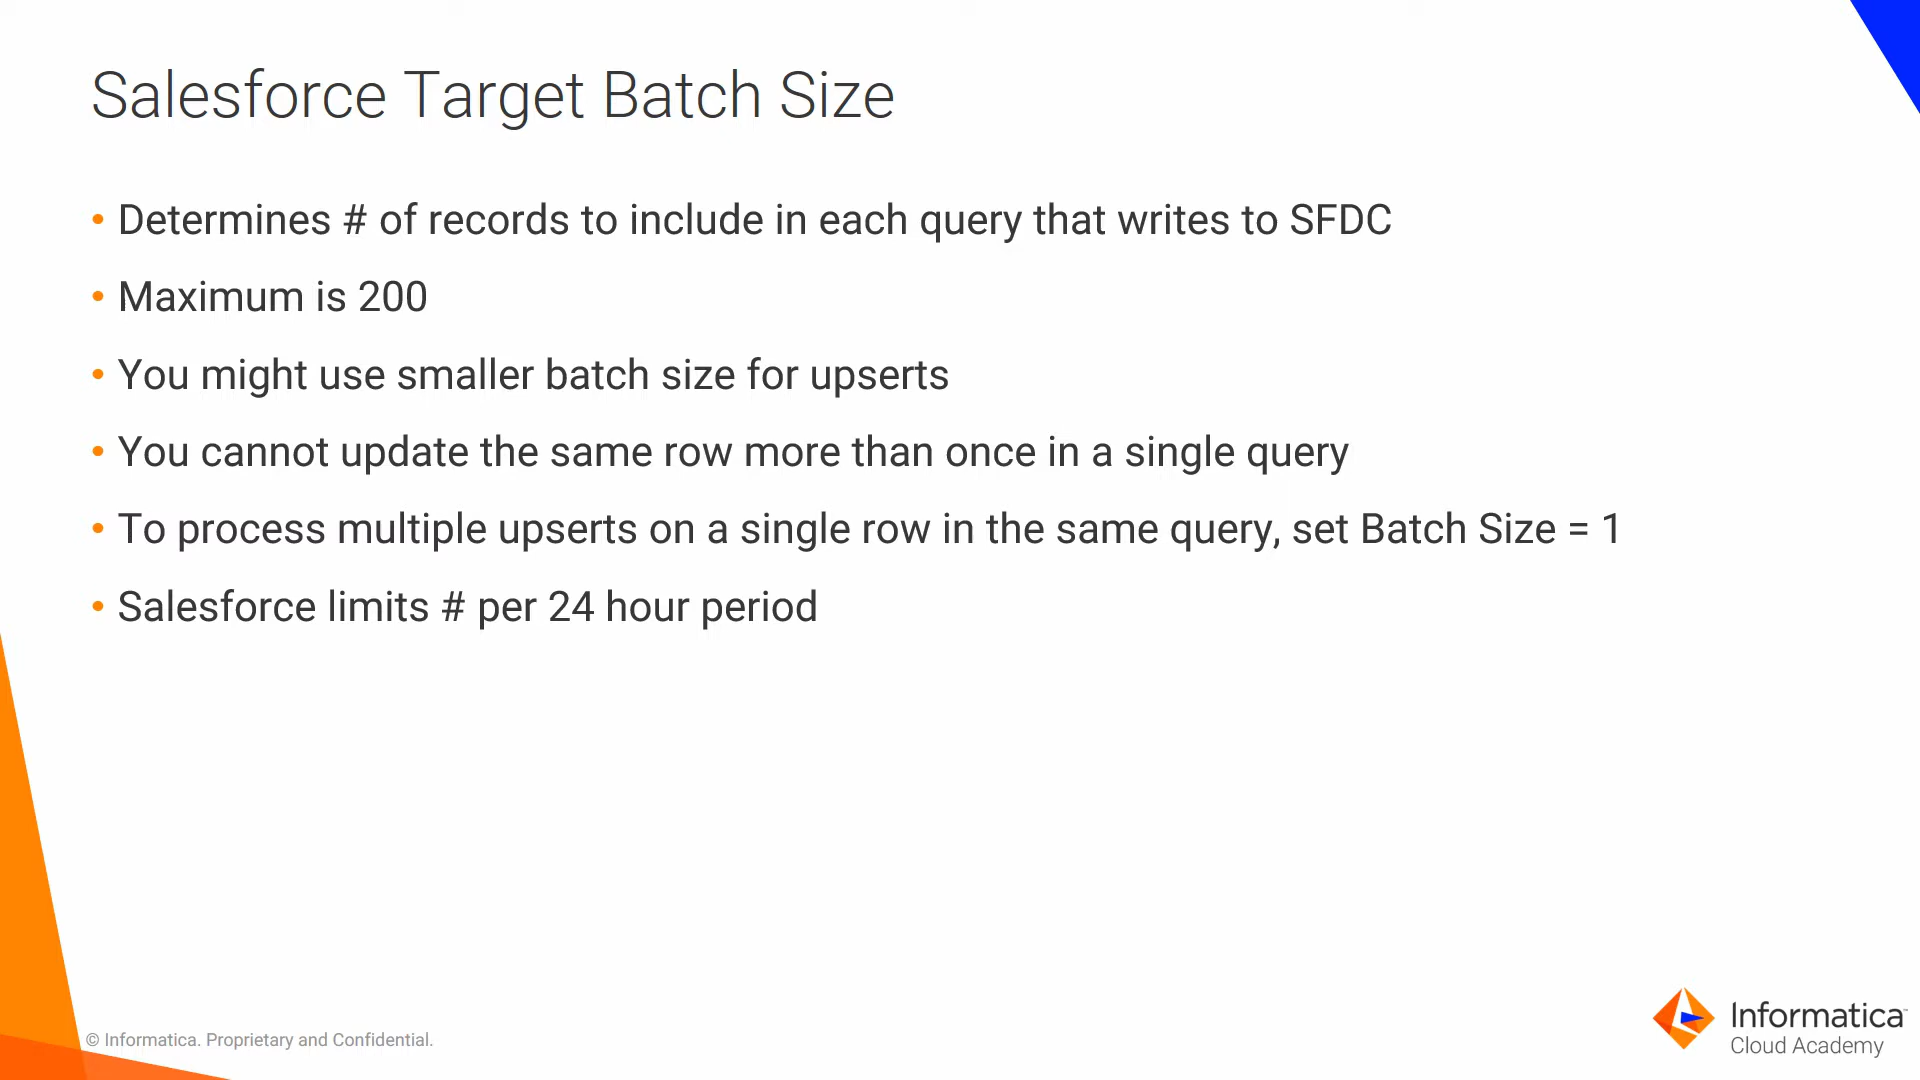 Salesforce Target Batch Size
• Determines # of records to include in each query that writes to SFDC
• Maximum is 200
• You might use smaller batch size for upserts
• You cannot update the same row more than once in a single query
• To process multiple upserts on a single row in the same query, set Batch Size = 1
• Salesforce limits # per 24 hour period
© Informatica. Proprietary and Confidential.
Informatica™
Cloud Academy